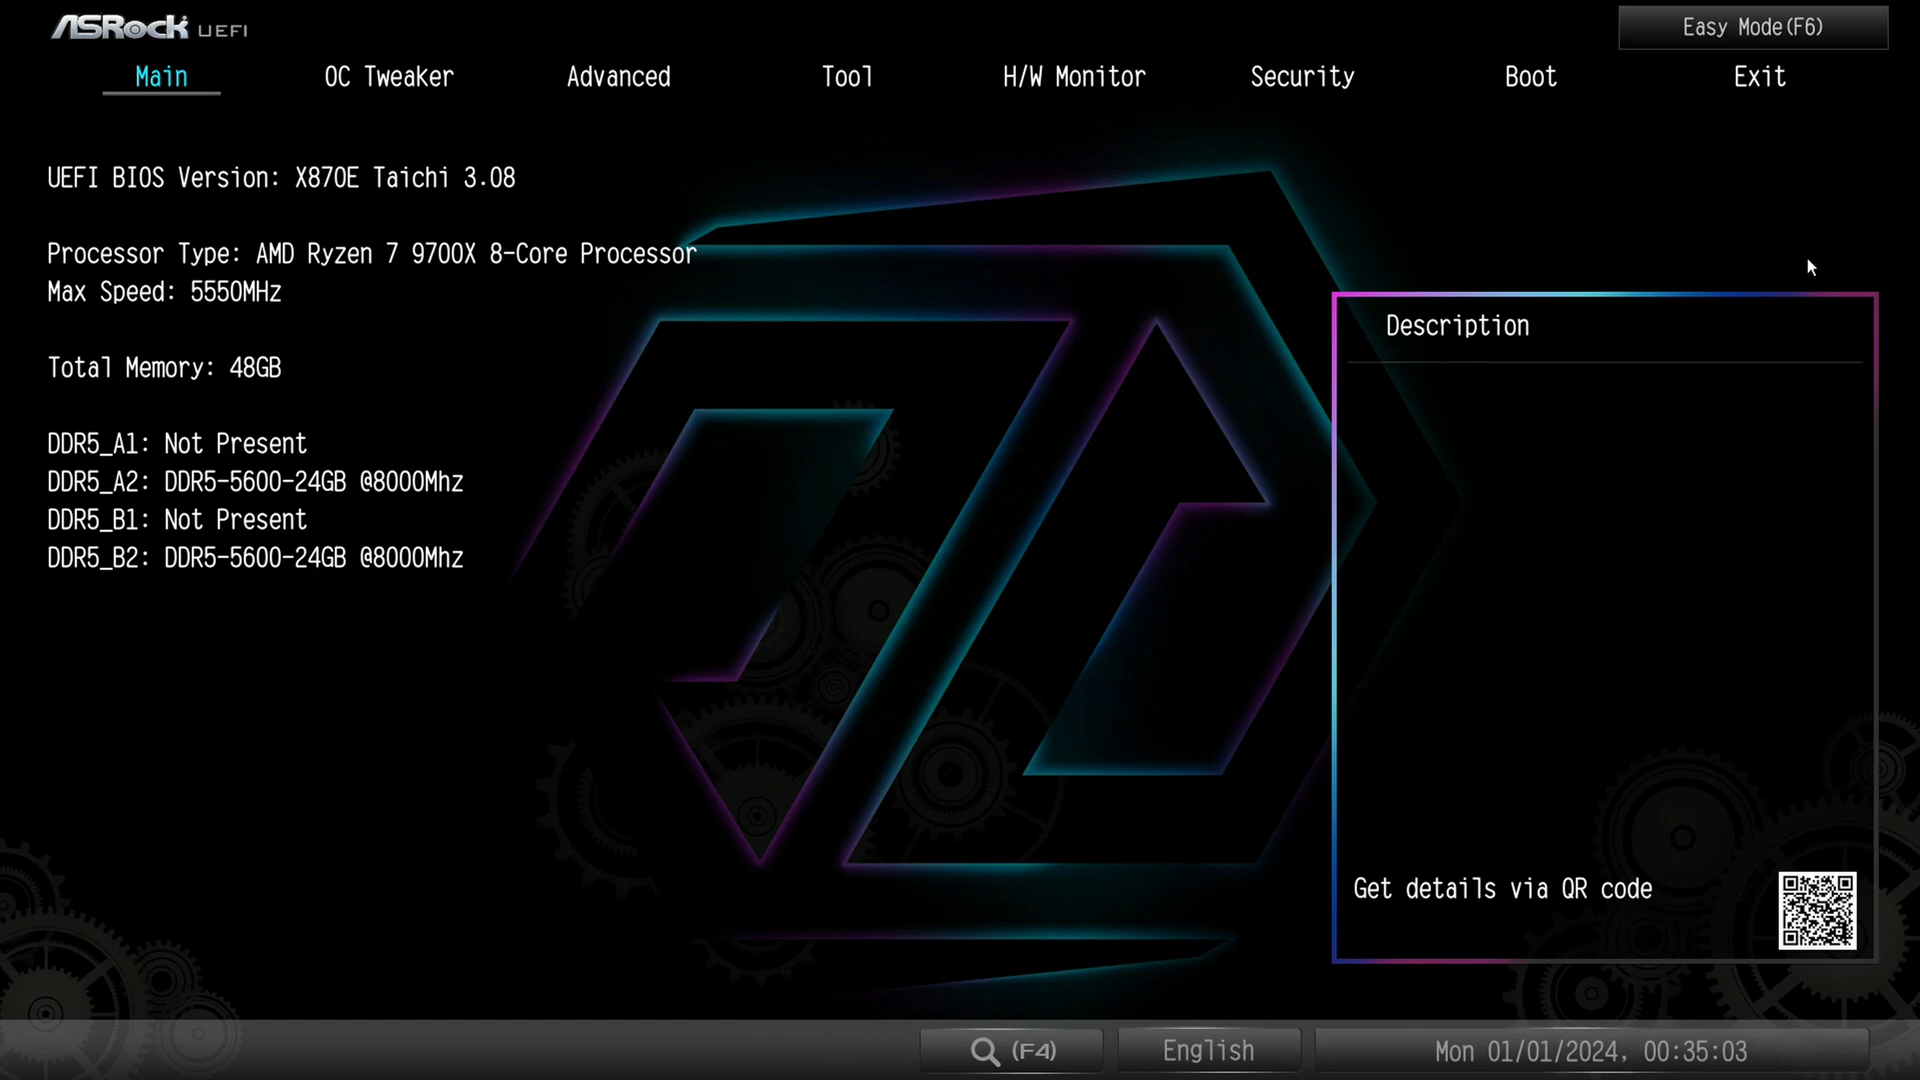 ASRock UEFI
Easy Mode(F6)
Main OC Tweaker Advanced Tool H/W Monitor Security Boot Exit
UEFI BIOS Version: X870E Taichi 3.08
Processor Type: AMD Ryzen 7 9700X 8-Core Processor
Max Speed: 5550MHz
Total Memory: 48GB
DDR5_A1: Not Present
DDR5_A2: DDR5-5600-24GB @8000Mhz
DDR5_B1: Not Present
DDR5_B2: DDR5-5600-24GB @8000Mhz
Description
Get details via QR code
(F4)
English
Mon 01/01/2024, 00:35:03